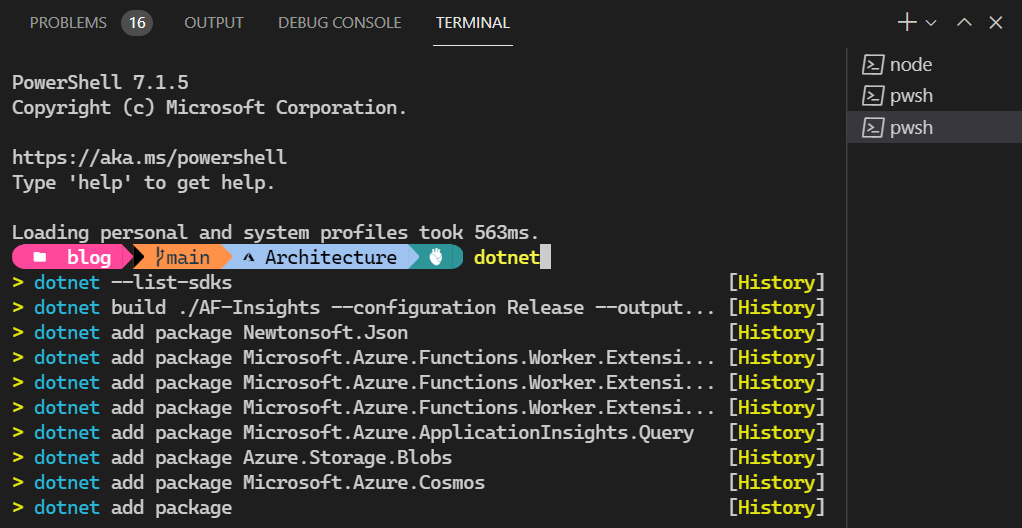 PROBLEMS 16 OUTPUT DEBUG CONSOLE TERMINAL
PowerShell 7.1.5
Copyright (c) Microsoft Corporation.
https://aka.ms/powershell
Type 'help' to get help.
Loading personal and system profiles took 563ms.
blog main Architecture dotnet
> dotnet --list-sdks [History]
> dotnet build ./AF-Insights --configuration Release --output... [History]
> dotnet add package Newtonsoft.Json [History]
> dotnet add package Microsoft.Azure.Functions.Worker.Extensi... [History]
> dotnet add package Microsoft.Azure.Functions.Worker.Extensi... [History]
> dotnet add package Microsoft.Azure.Functions.Worker.Extensi... [History]
> dotnet add package Microsoft.Azure.ApplicationInsights.Query [History]
> dotnet add package Azure.Storage.Blobs [History]
> dotnet add package Microsoft.Azure.Cosmos [History]
> dotnet add package [History]
node
pwsh
pwsh